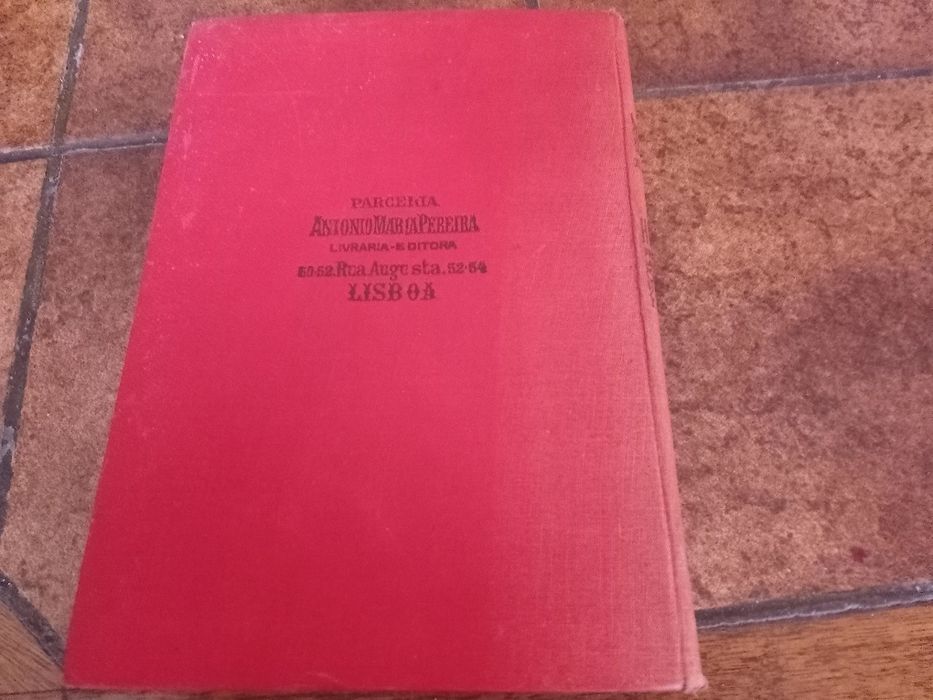 PARCERIA
ANTONIO MARIA PEREIRA
LIVRARIA-EDITORA
50-52.Rua Augusta.52-54
LISBOA